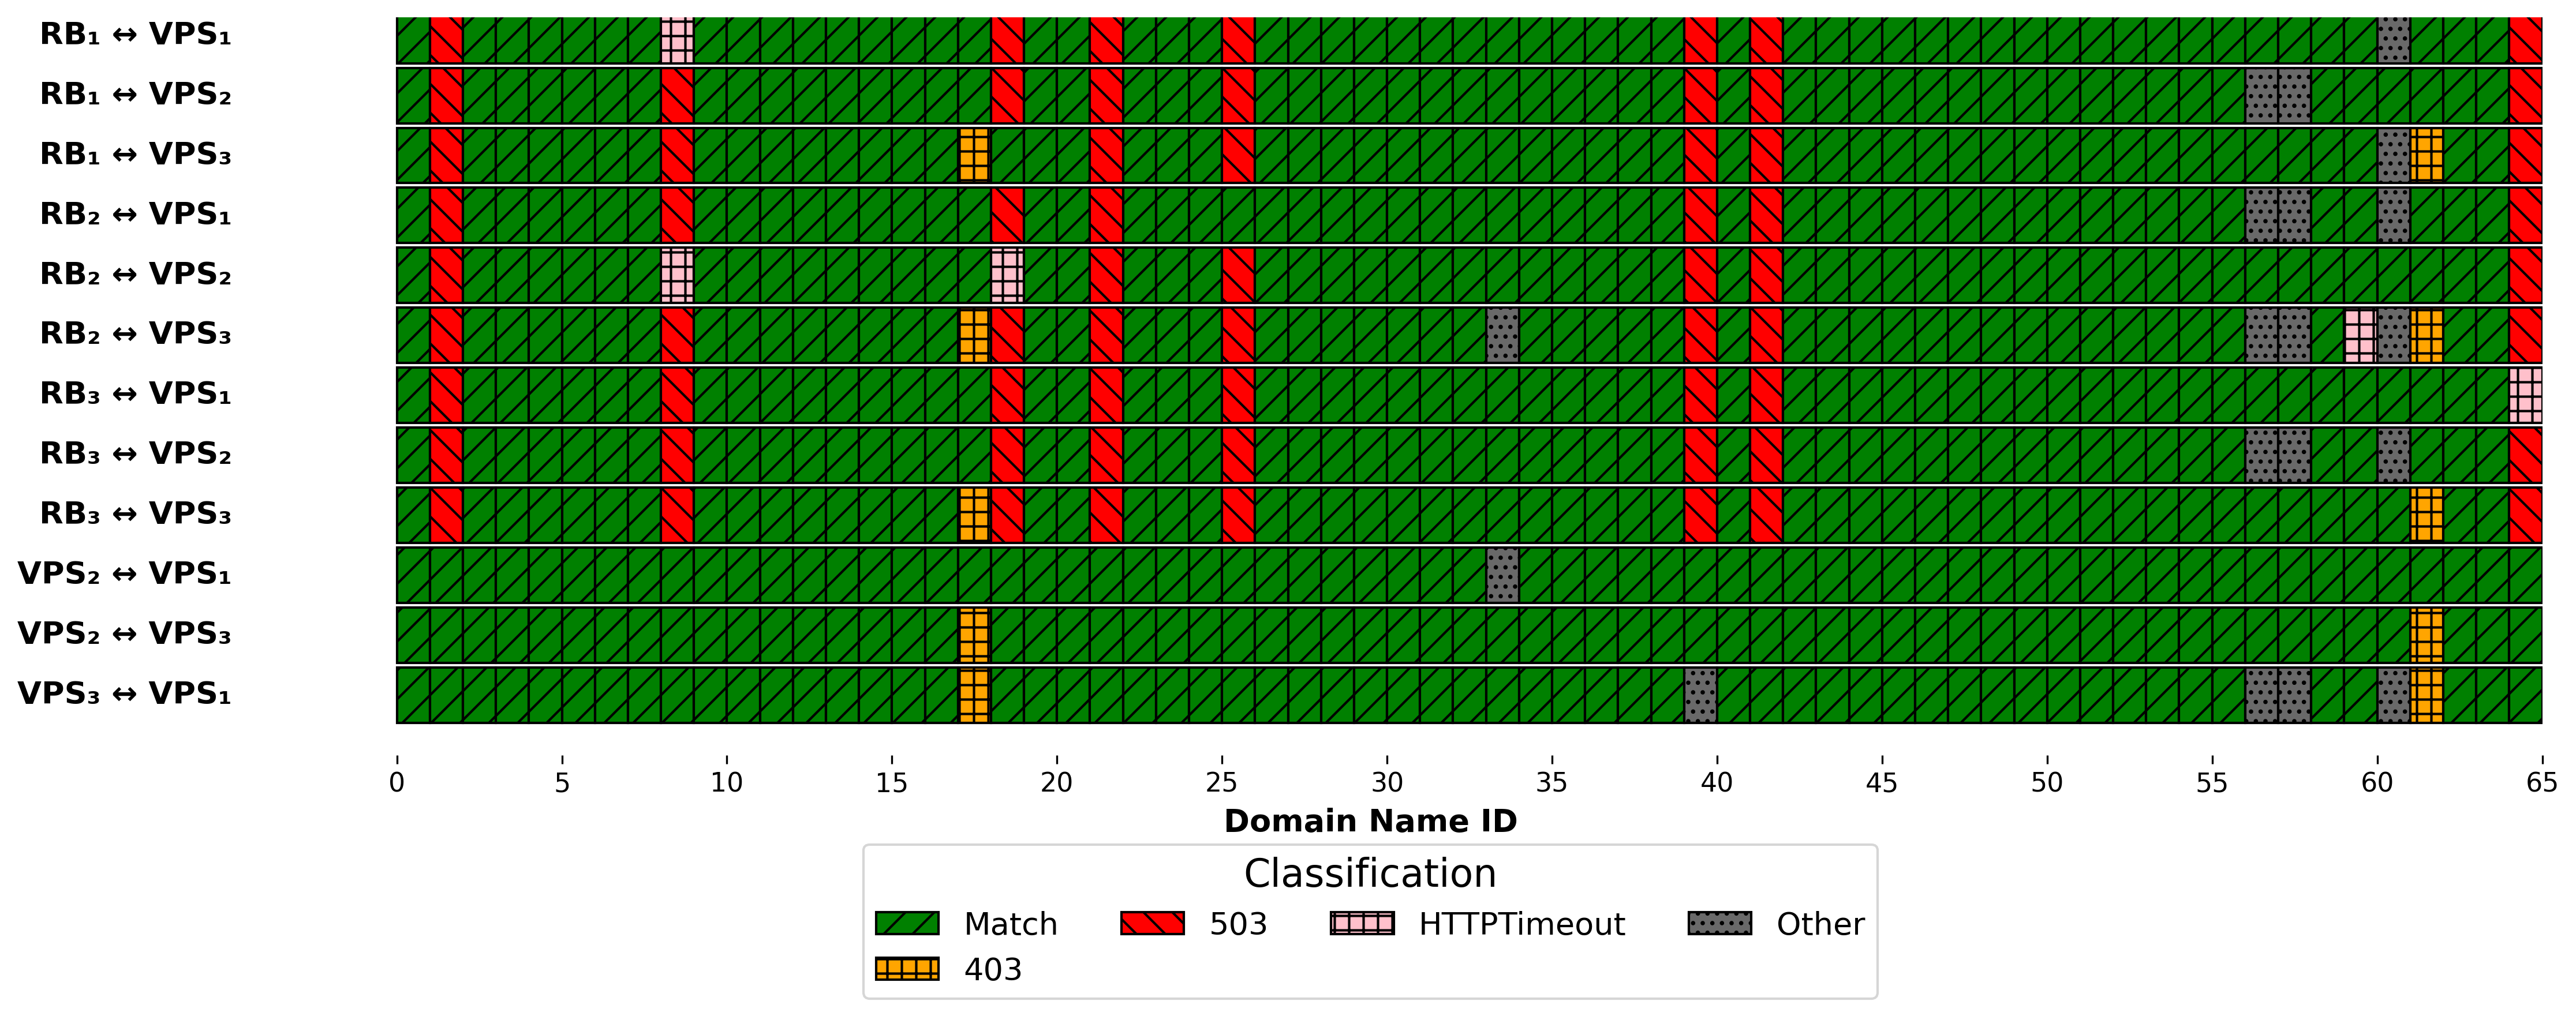 RB₁ ↔ VPS₁
RB₁ ↔ VPS₂
RB₁ ↔ VPS₃
RB₂ ↔ VPS₁
RB₂ ↔ VPS₂
RB₂ ↔ VPS₃
RB₃ ↔ VPS₁
RB₃ ↔ VPS₂
RB₃ ↔ VPS₃
VPS₂ ↔ VPS₁
VPS₂ ↔ VPS₃
VPS₃ ↔ VPS₁
0 5 10 15 20 25 30 35 40 45 50 55 60 65
Domain Name ID
Classification
Match 503 HTTPTimeout Other
403